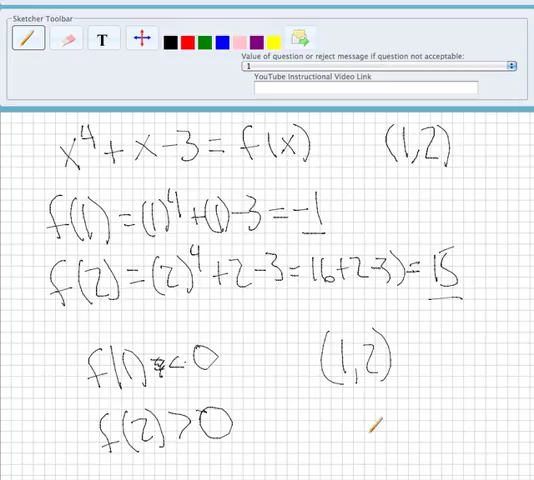 Sketcher Toolbar
T
Value of question or reject message if question not acceptable:
1
YouTube Instructional Video Link
x⁴ + x - 3 = f(x) (1,2)
f(1) = (1)⁴ + (1) - 3 = -1
f(2) = (2)⁴ + 2 - 3 = 16 + 2 - 3) = 15
f(1) < 0 (1,2)
f(2) > 0